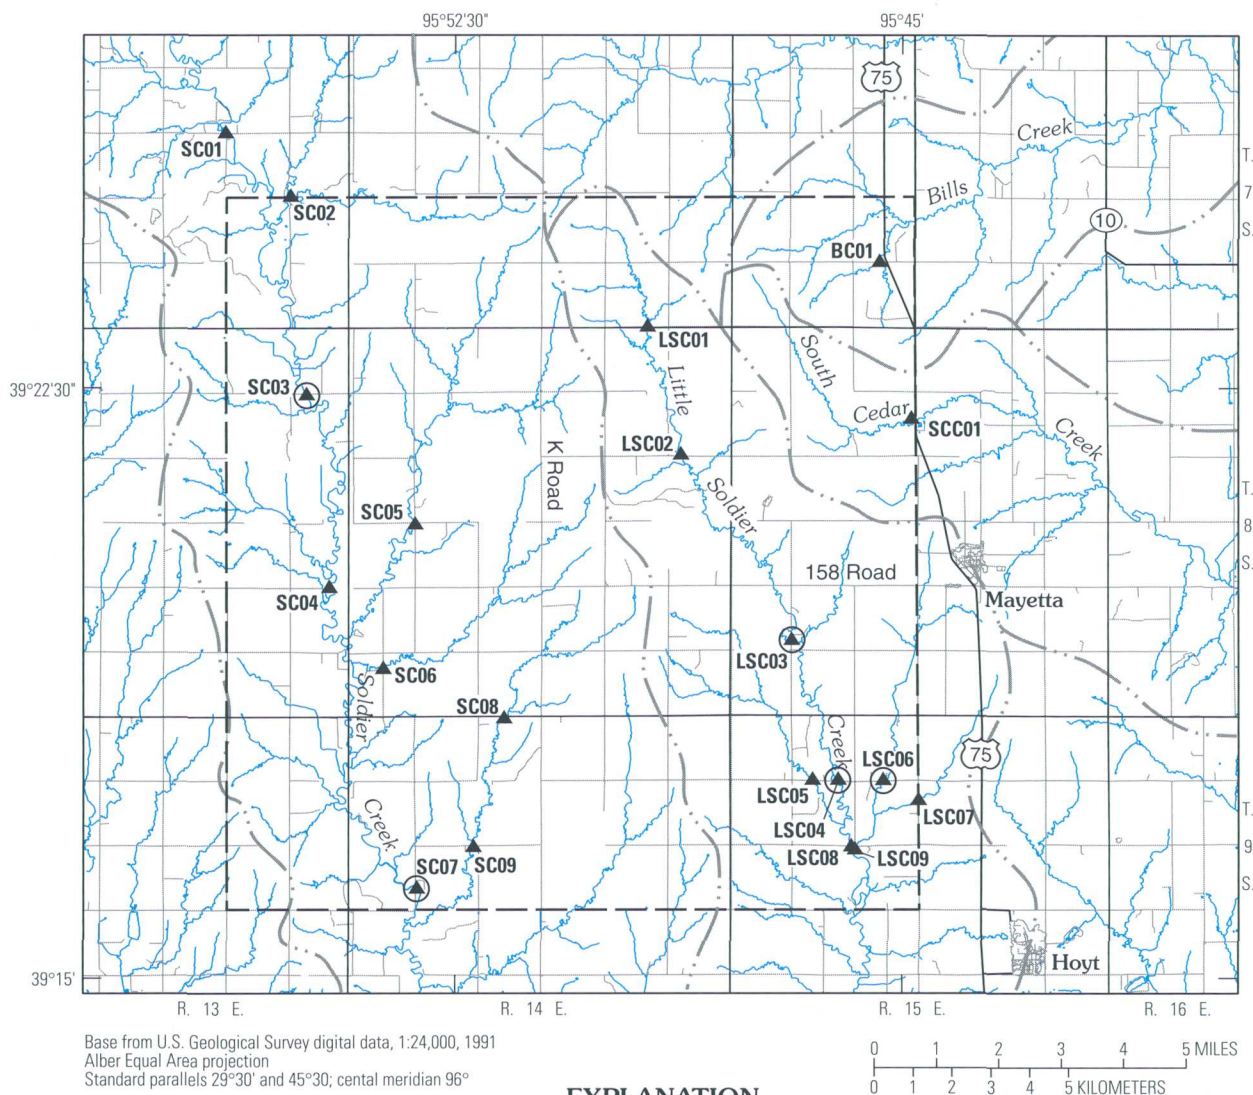 95°52'30"
95°45'
75
Creek
T.
SC01
Bills
7
SC02
10
S.
BC01
LSC01
South
39°22'30"
SC03
Little
Cedar
SCC01
Creek
LSC02
K Road
Soldier
T.
SC05
8
S.
158 Road
SC04
Mayetta
LSC03
SC06
Soldier
SC08
Creek
75
LSC06
LSC05
T.
Creek
LSC04
LSC07
SC07
SC09
LSC08
LSC09
9
S.
Hoyt
39°15'
R. 13 E.
R. 14 E.
R. 15 E.
R. 16 E.
Base from U.S. Geological Survey digital data, 1:24,000, 1991
Alber Equal Area projection
Standard parallels 29°30' and 45°30; cental meridian 96°
0 1 2 3 4 5 MILES
0 1 2 3 4 5 KILOMETERS
EXPLANATION